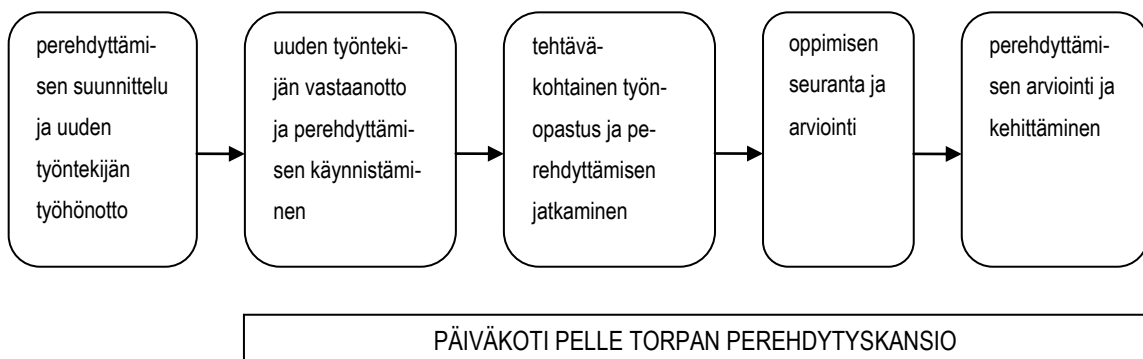 perehdyttämi-
sen suunnittelu
ja uuden
työntekijän
työhönotto
uuden työnteki-
jän vastaanotto
ja perehdyttämi-
sen käynnistämi-
nen
tehtävä-
kohtainen työn-
opastus ja pe-
rehdyttämisen
jatkaminen
oppimisen
seuranta ja
arviointi
perehdyttämi-
sen arviointi ja
kehittäminen
PÄIVÄKOTI PELLE TORPAN PEREHDYTYSKANSIO